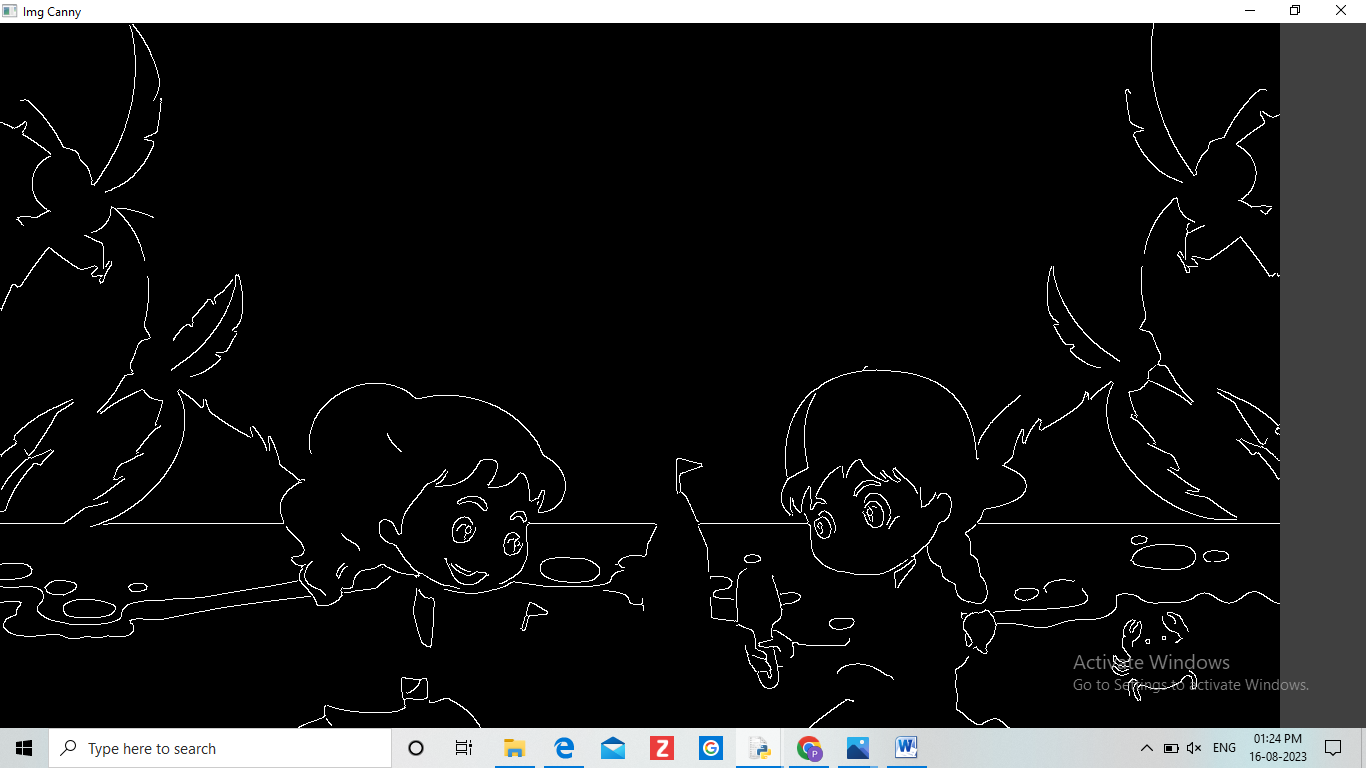 Img Canny
Activate Windows
Go to Settings to activate Windows.
Type here to search
Z
G
P
W
ENG
01:24 PM
16-08-2023